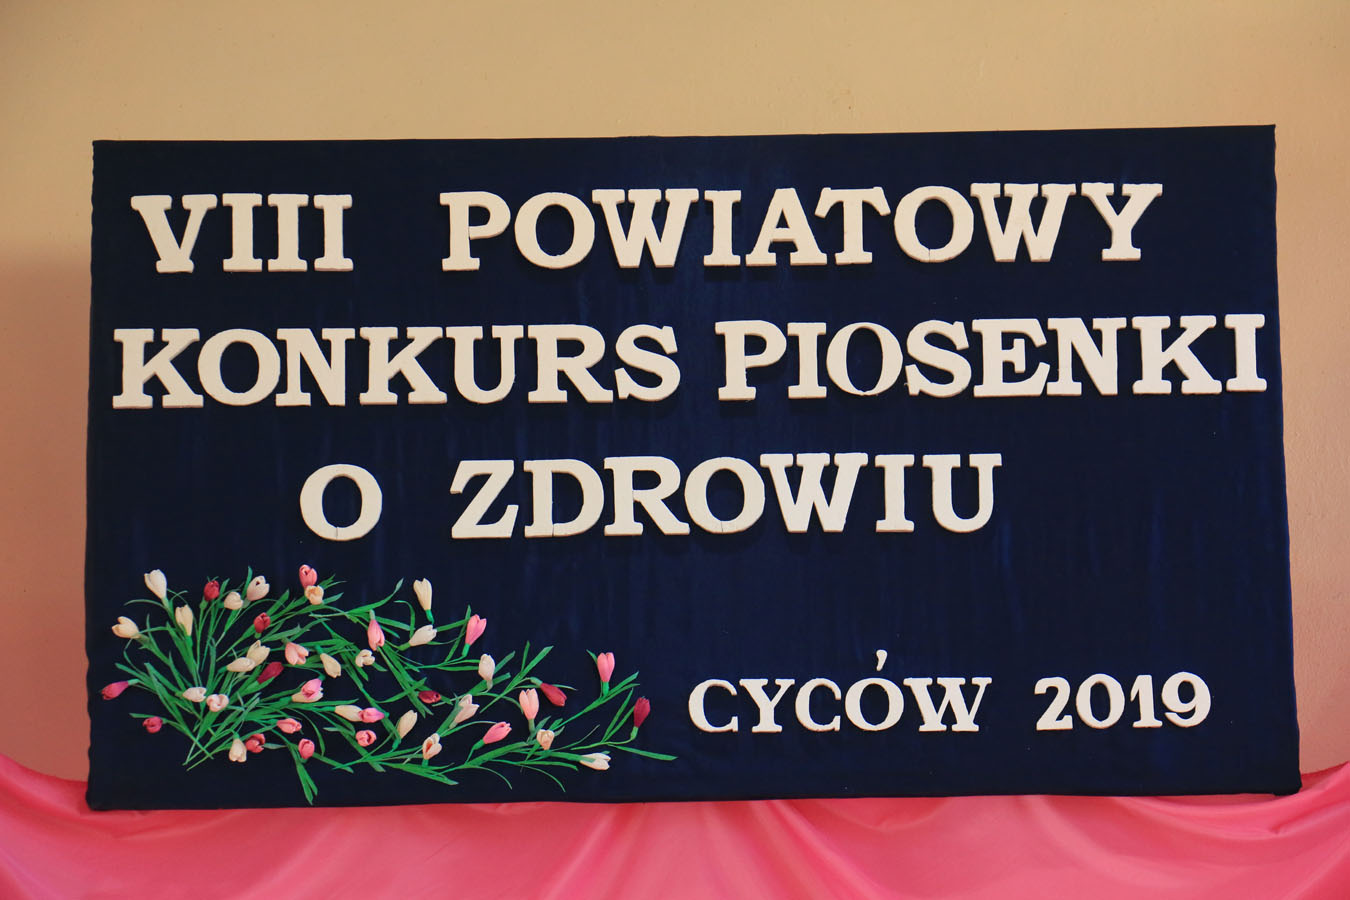 VIII POWIATOWY
KONKURS PIOSENKI
O ZDROWIU
CYCÓW 2019